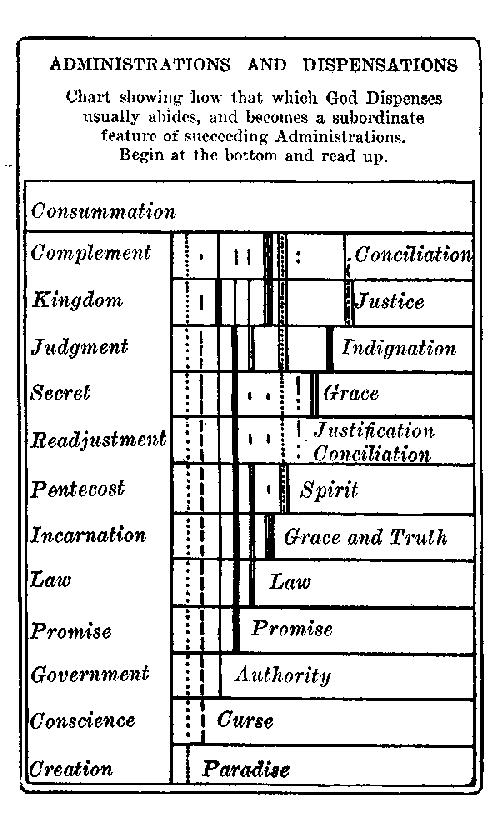 ADMINISTRATIONS AND DISPENSATIONS
Chart showing how that which God Dispenses
usually abides, and becomes a subordinate
feature of succeeding Administrations.
Begin at the bottom and read up.
Consummation
Complement Conciliation
Kingdom Justice
Judgment Indignation
Secret Grace
Readjustment Justification
Conciliation
Pentecost Spirit
Incarnation Grace and Truth
Law Law
Promise Promise
Government Authority
Conscience Curse
Creation Paradise